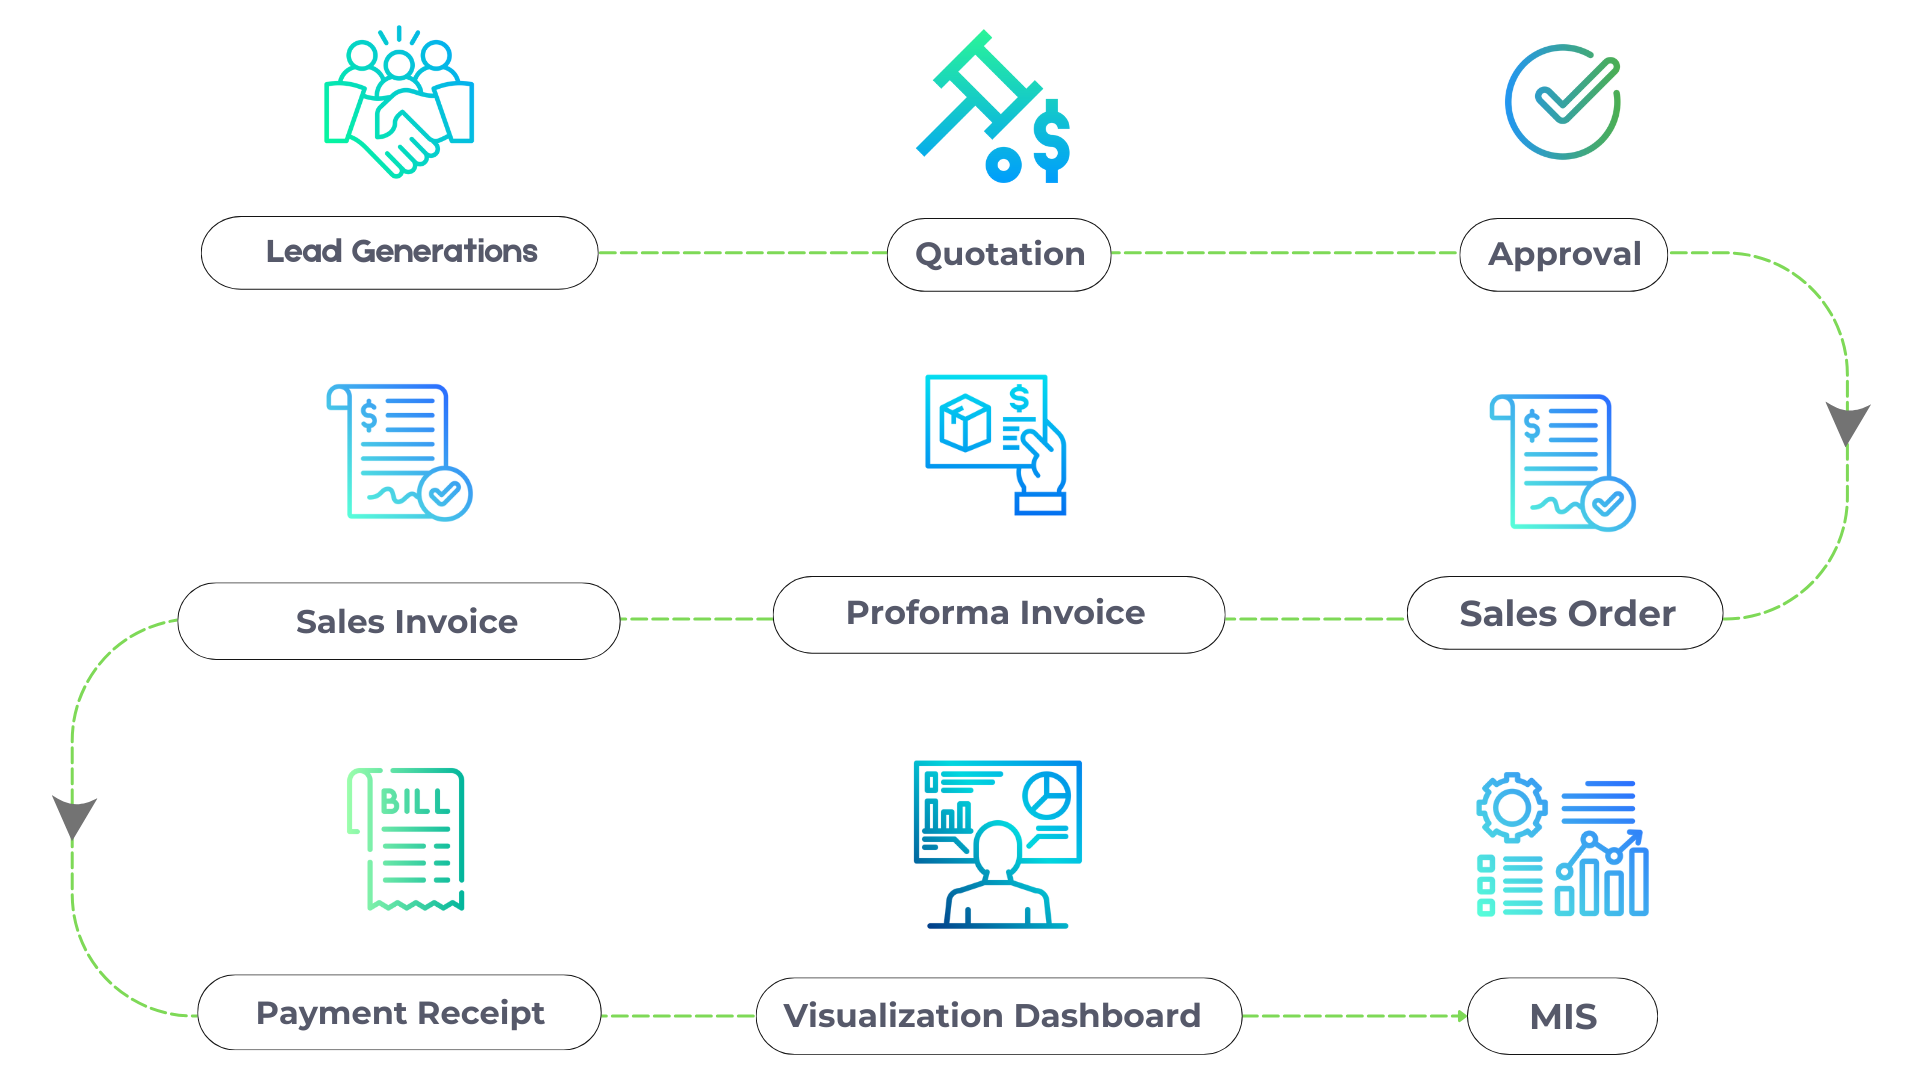 Lead Generations
Quotation
Approval
$
$
$
$
Sales Invoice
Proforma Invoice
Sales Order
BILL
Payment Receipt
Visualization Dashboard
MIS